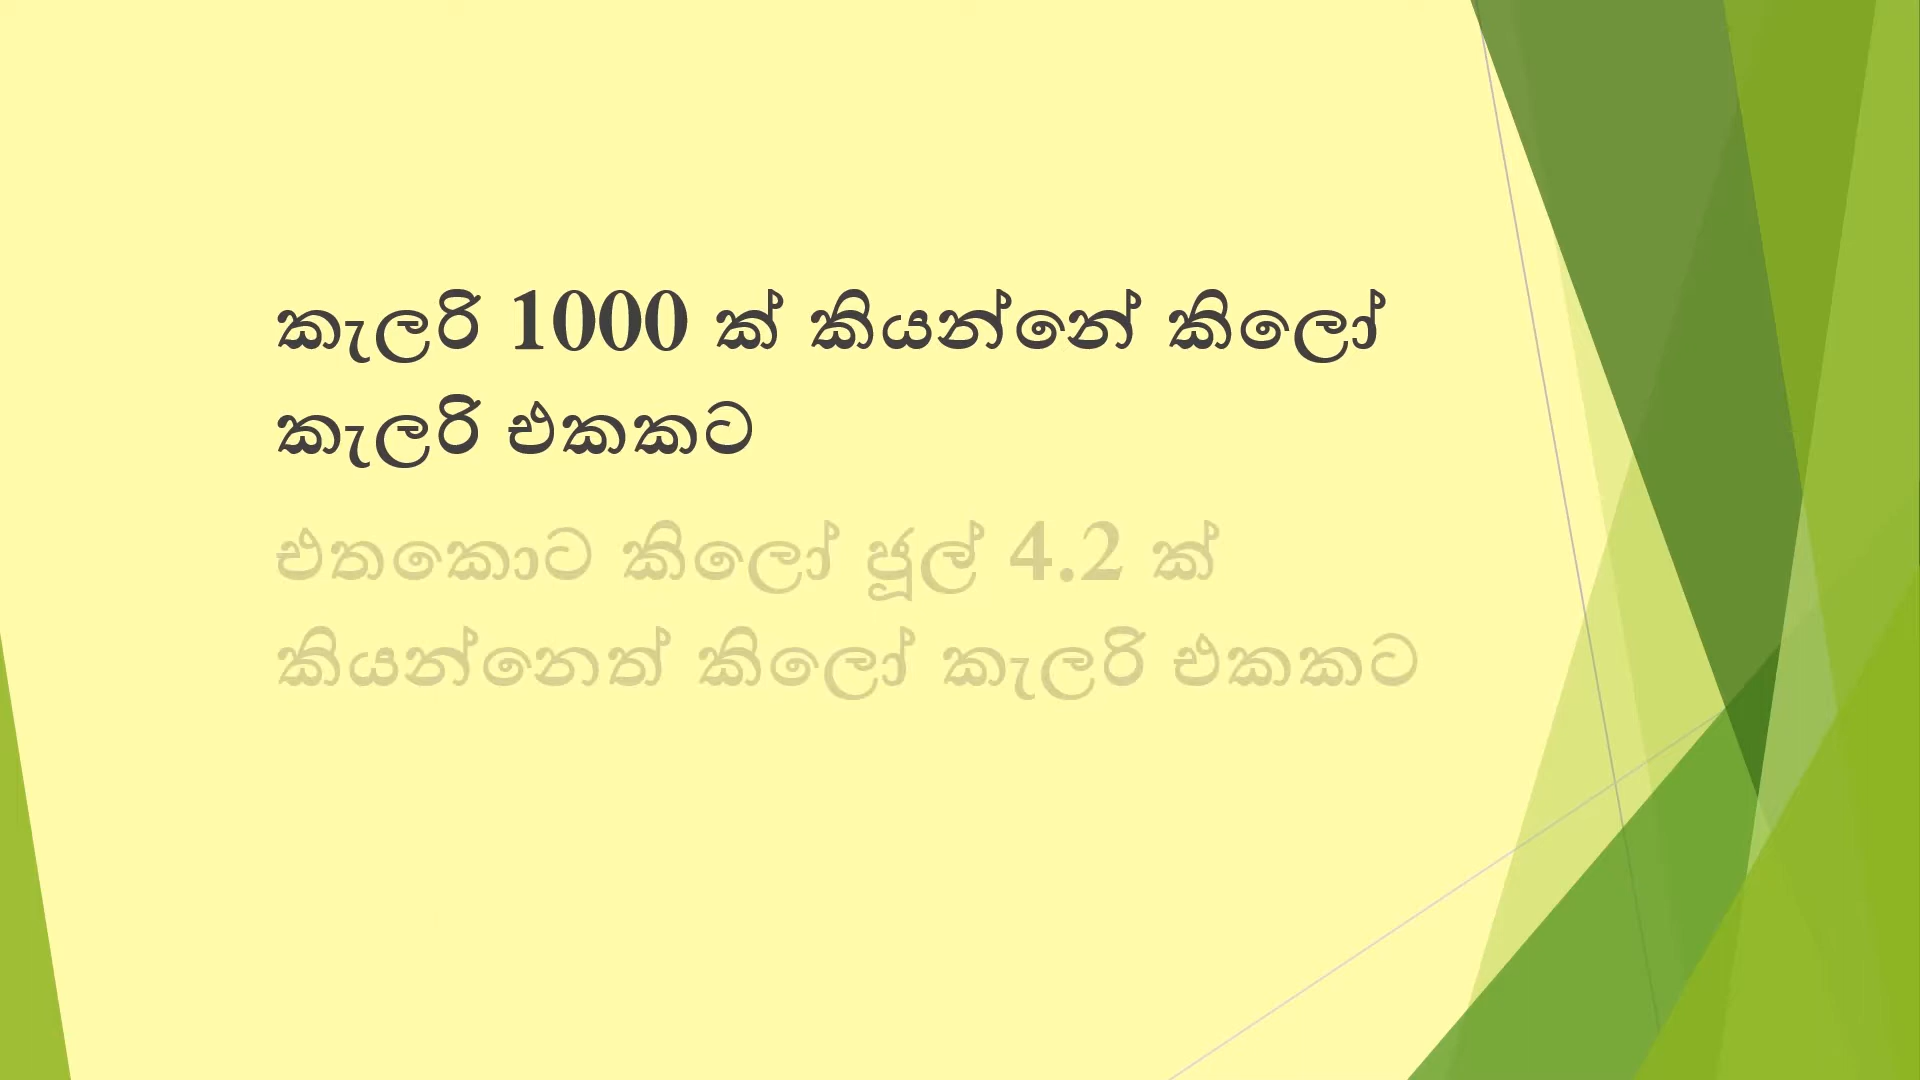 කැලරි 1000 ක් කියන්නේ කිලෝ
කැලරි එකකට
එතකොට කිලෝ ජූල් 4.2 ක්
කියන්නෙත් කිලෝ කැලරි එකකට